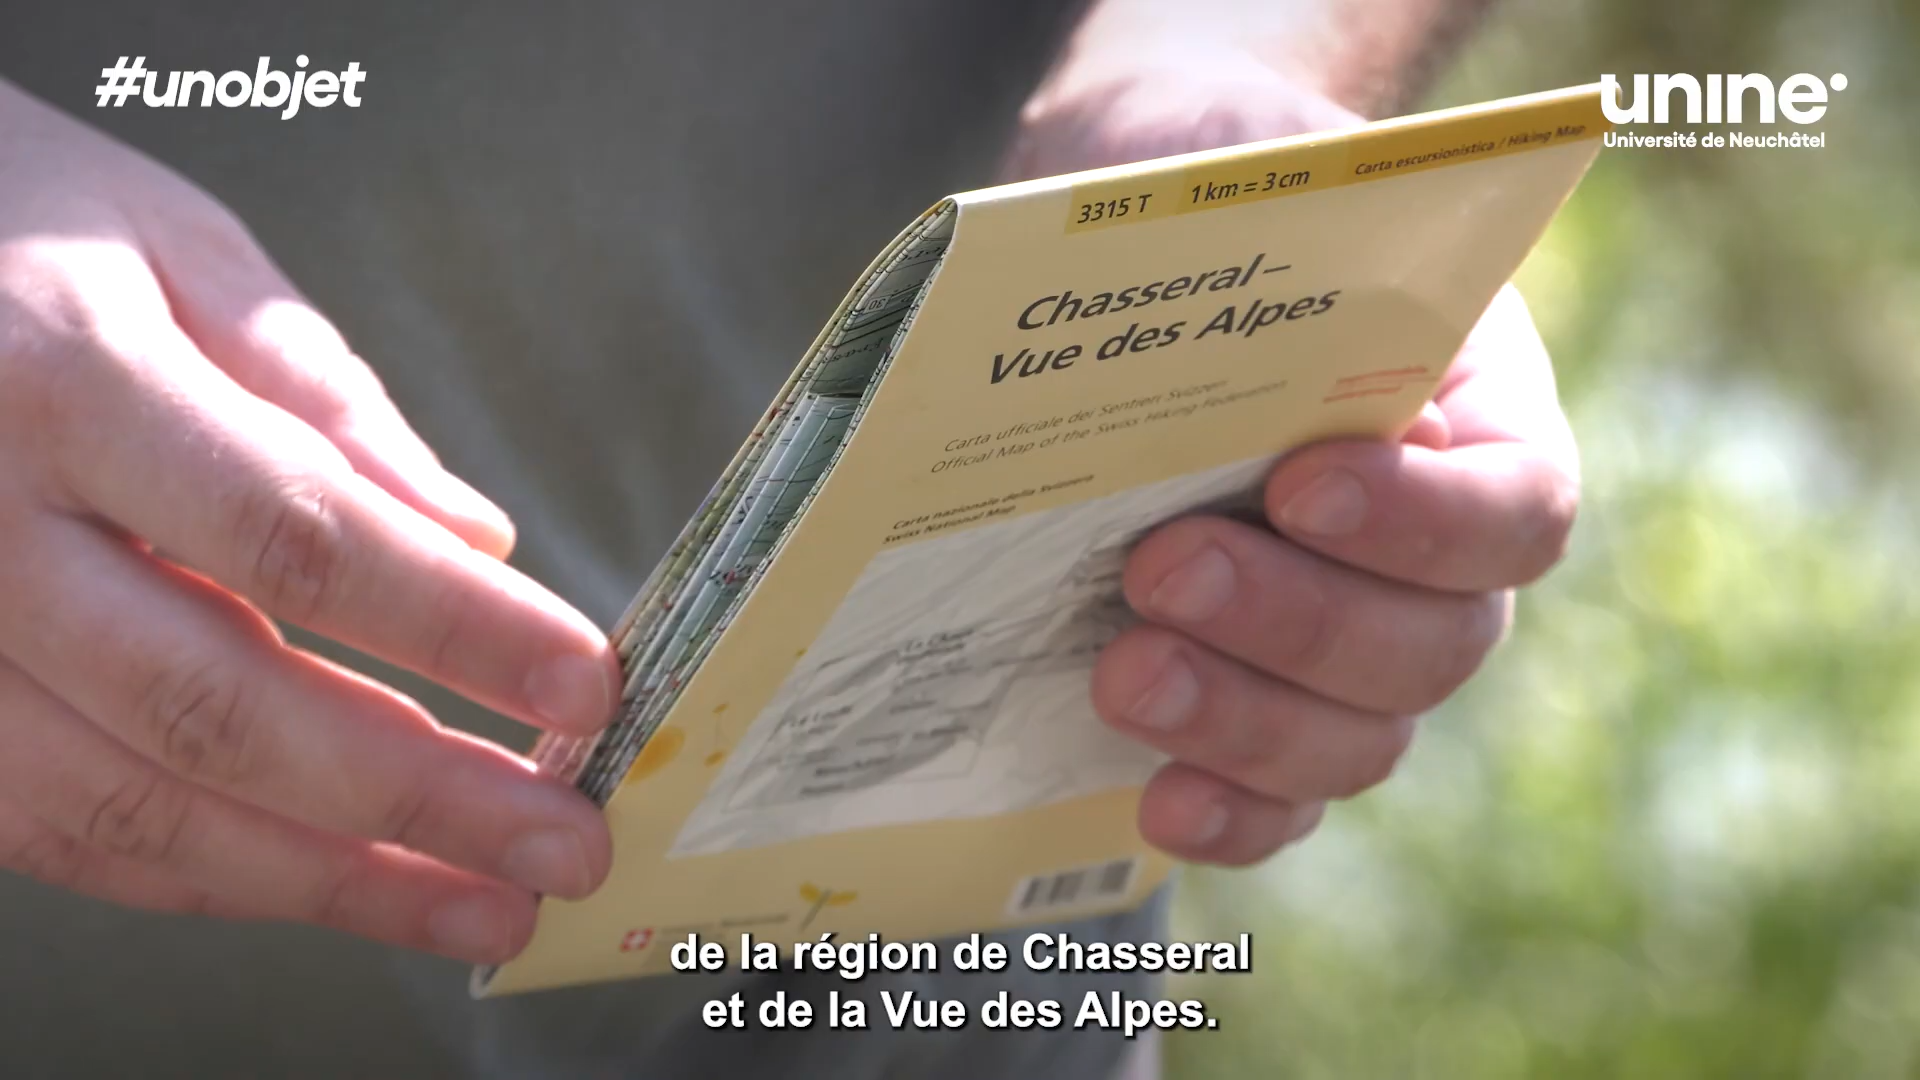 #unobjet
unine
Université de Neuchâtel
3315 T
1 km = 3 cm
Carta escursionistica / Hiking Map
Chasseral –
Vue des Alpes
Carta ufficiale dei Sentieri Svizzeri
Official Map of the Swiss Hiking Federation
Carta nazionale della Svizzera
Swiss National Map
de la région de Chasseral
et de la Vue des Alpes.